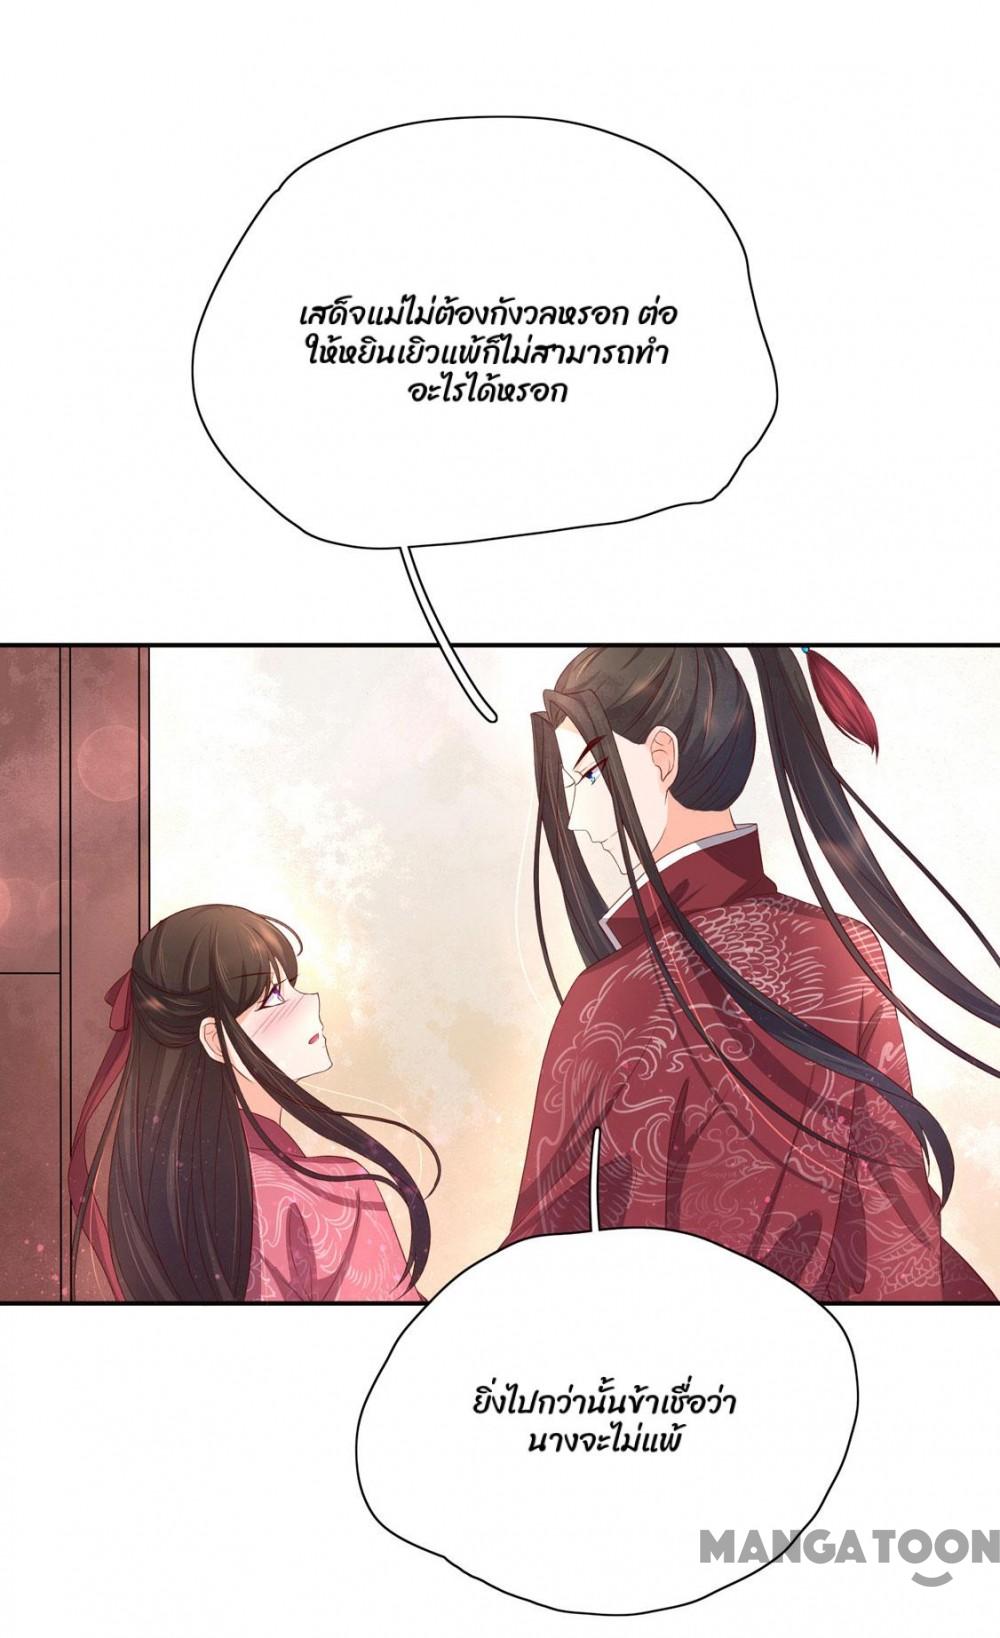 เสด็จแม่ไม่ต้องกังวลหรอก ต่อ
ให้หยินเยิวแพ้ก็ไม่สามารถทำ
อะไรได้หรอก
ยิ่งไปกว่านั้นข้าเชื่อว่า
นางจะไม่แพ้
MANGATOON